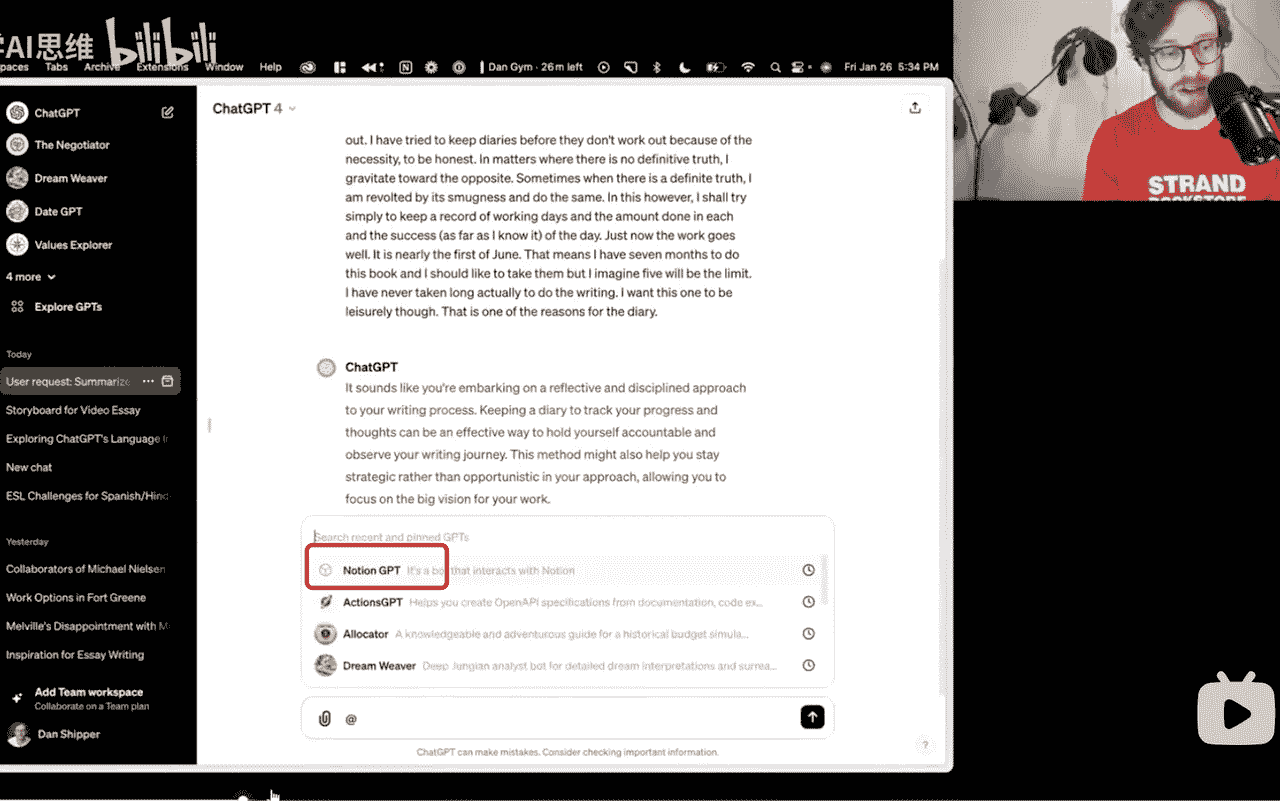 AI思维 bilibili
paces Tabs Archive Extensions Window Help Dan Gym · 26m left Fri Jan 26 5:34 PM
ChatGPT
The Negotiator
Dream Weaver
Date GPT
Values Explorer
4 more
Explore GPTs
Today
User request: Summarize ···
Storyboard for Video Essay
Exploring ChatGPT's Language
New chat
ESL Challenges for Spanish/Hind
Yesterday
Collaborators of Michael Nielsen
Work Options in Fort Greene
Melville's Disappointment with M
Inspiration for Essay Writing
Add Team workspace
Collaborate on a Team plan
Dan Shipper
ChatGPT 4
out. I have tried to keep diaries before they don't work out because of the
necessity, to be honest. In matters where there is no definitive truth, I
gravitate toward the opposite. Sometimes when there is a definite truth, I
am revolted by its smugness and do the same. In this however, I shall try
simply to keep a record of working days and the amount done in each
and the success (as far as I know it) of the day. Just now the work goes
well. It is nearly the first of June. That means I have seven months to do
this book and I should like to take them but I imagine five will be the limit.
I have never taken long actually to do the writing. I want this one to be
leisurely though. That is one of the reasons for the diary.
ChatGPT
It sounds like you're embarking on a reflective and disciplined approach
to your writing process. Keeping a diary to track your progress and
thoughts can be an effective way to hold yourself accountable and
observe your writing journey. This method might also help you stay
strategic rather than opportunistic in your approach, allowing you to
focus on the big vision for your work.
Search recent and pinned GPTs
Notion GPT It's a bot that interacts with Notion
ActionsGPT Helps you create OpenAPI specifications from documentation, code ex...
Allocator A knowledgeable and adventurous guide for a historical budget simula...
Dream Weaver Deep Jungian analyst bot for detailed dream interpretations and surrea...
@
ChatGPT can make mistakes. Consider checking important information.
?
STRAND
BOOKSTORE